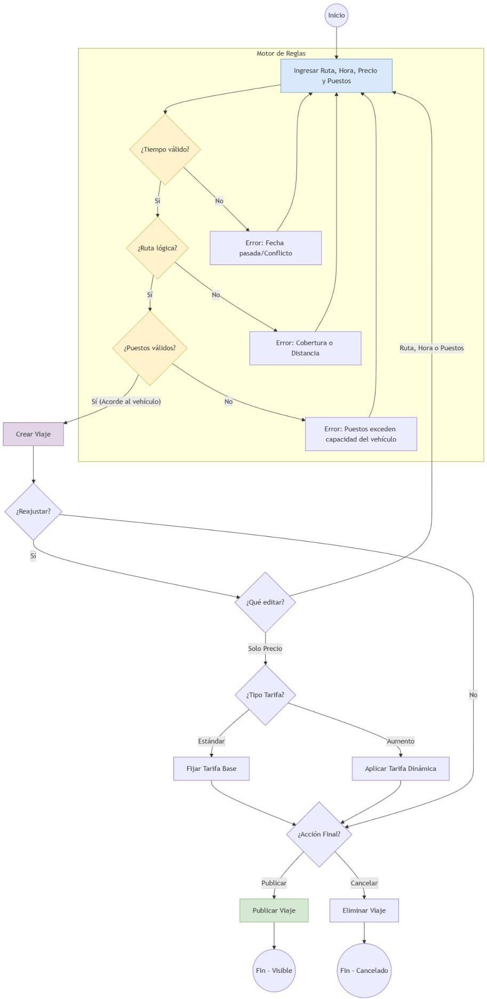 Inicio
Motor de Reglas
Ingresar Ruta, Hora, Precio
y Puestos
¿Tiempo válido?
Sí
No
¿Ruta lógica?
Error: Fecha
pasada/Conflicto
Sí
No
¿Puestos válidos?
Error: Cobertura o
Distancia
Ruta, Hora o Puestos
Sí (Acorde al vehículo)
No
Crear Viaje
Error: Puestos exceden
capacidad del vehículo
¿Reajustar?
Sí
¿Qué editar?
Solo Precio
¿Tipo Tarifa?
No
Estándar
Aumento
Fijar Tarifa Base
Aplicar Tarifa Dinámica
¿Acción Final?
Publicar
Cancelar
Publicar Viaje
Eliminar Viaje
Fin - Visible
Fin - Cancelado